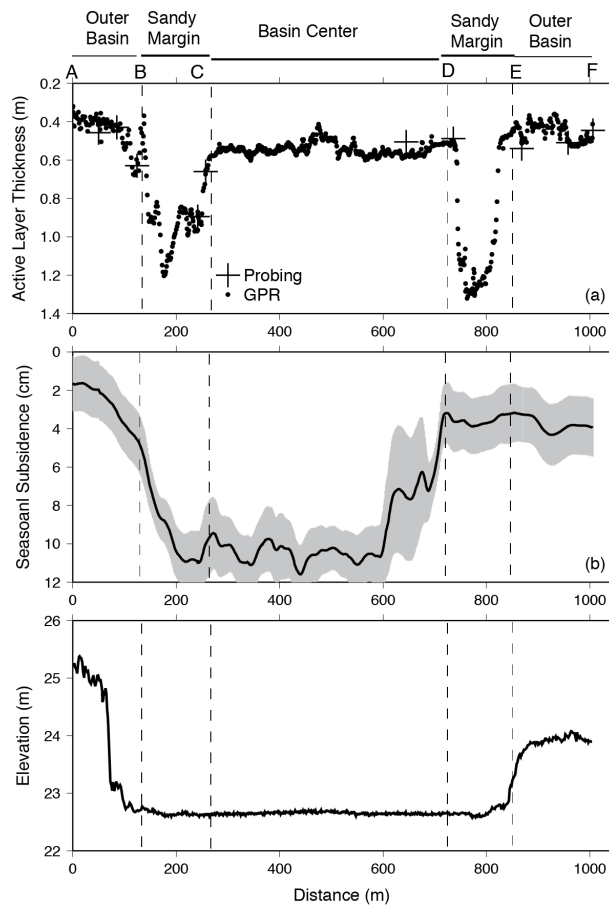 Outer Basin
Sandy Margin
Basin Center
Sandy Margin
Outer Basin
A B C D E F
Active Layer Thickness (m)
0.2
0.4
0.6
0.8
1.0
1.2
1.4
Probing
GPR
(a)
0 200 400 600 800 1000
Seasoanl Subsidence (cm)
0
2
4
6
8
10
12
(b)
0 200 400 600 800 1000
Elevation (m)
26
25
24
23
22
0 200 400 600 800 1000
Distance (m)